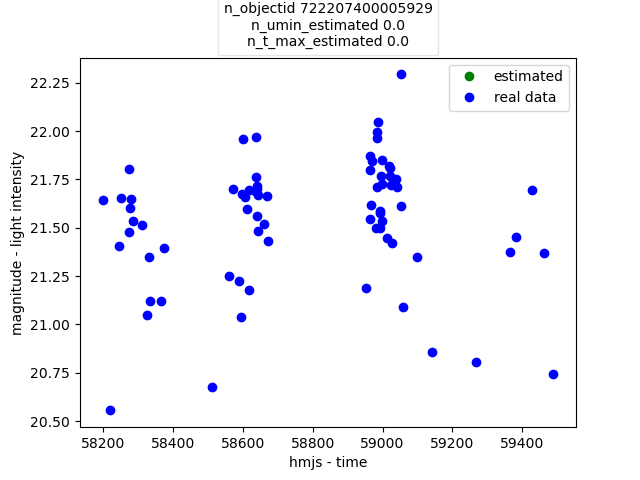 n_objectid 722207400005929
n_umin_estimated 0.0
n_t_max_estimated 0.0
estimated
real data
22.25
22.00
21.75
21.50
21.25
21.00
20.75
20.50
magnitude - light intensity
58200 58400 58600 58800 59000 59200 59400
hmjs - time